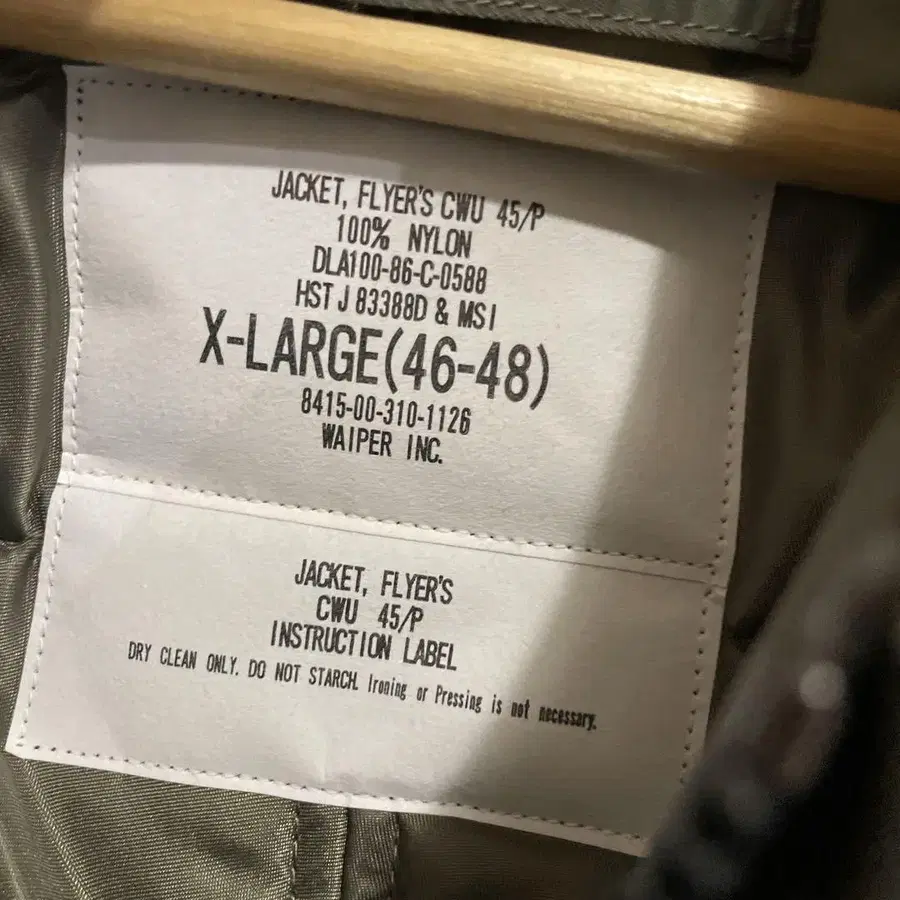 JACKET, FLYER'S CWU 45/P
100% NYLON
DLA100-86-C-0588
HST J 83388D & MSI
X-LARGE(46-48)
8415-00-310-1126
WAIPER INC.
JACKET, FLYER'S
CWU 45/P
INSTRUCTION LABEL
DRY CLEAN ONLY. DO NOT STARCH. Ironing or Pressing is not necessary.